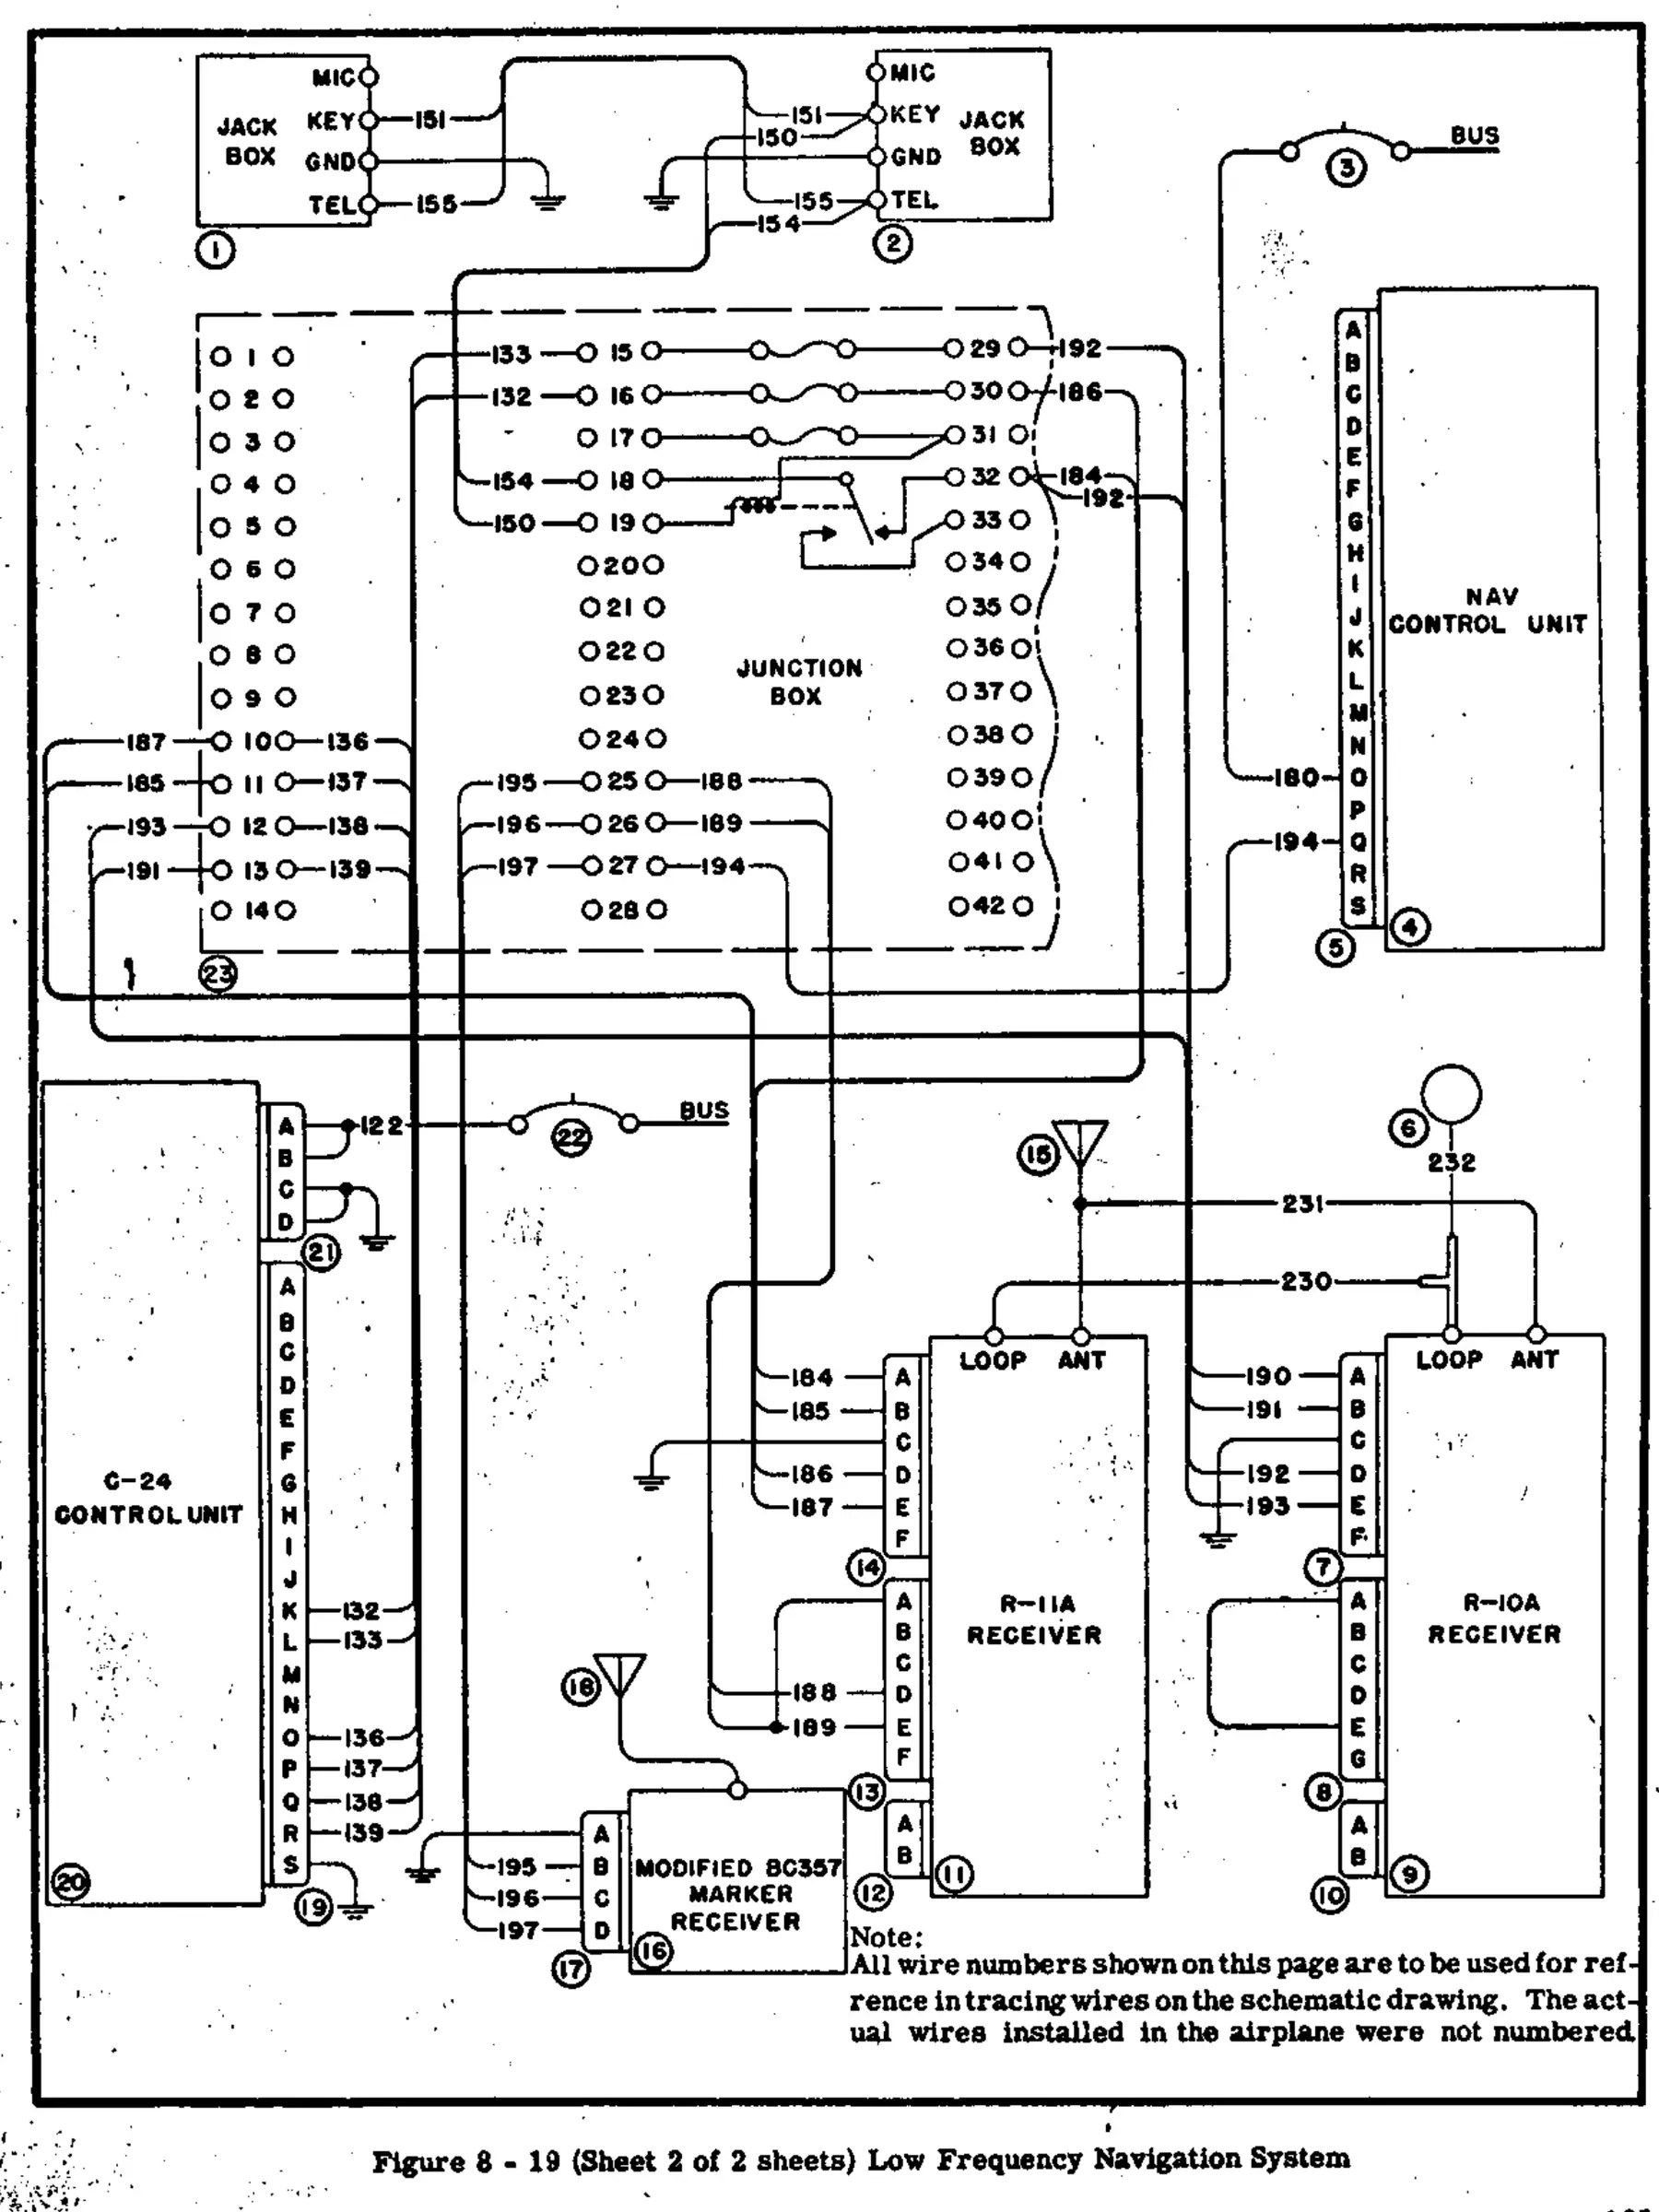 MIC
JACK KEY 151
BOX GND
TEL 155
1
MIC
151 KEY JACK
150 BOX
GND
155 TEL
154
2
BUS
3
133 15 29 192
132 16 30 186
17 31
154 18 32 184
192
150 19 33
20 34
21 35
22 36
23 37
24 38
195 25 188 39
196 26 189 40
197 27 194 41
28 42
1
2
3
4
5
6
7
8
9
187 10 136
185 11 137
193 12 138
191 13 139
14
JUNCTION
BOX
23
A
B
C
D
E
F
G
H
I
J
K
L
M
N
180 O
P
194 Q
R
S
NAV
CONTROL UNIT
5
4
A 122
B
C
D
21
22
BUS
A
B
C
D
E
F
G
H
I
J
K 132
L 133
M
N
O 136
P 137
Q 138
R 139
S
C-24
CONTROL UNIT
20
19
15
6
232
231
230
LOOP ANT
184 A
185 B
C
186 D
187 E
F
14
A
B
C
188 D
189 E
F
13
A
B
12
R-11A
RECEIVER
11
LOOP ANT
190 A
191 B
C
192 D
193 E
F
7
A
B
C
D
E
G
8
A
B
10
R-10A
RECEIVER
9
18
A
195 B
196 C
197 D
MODIFIED BC357
MARKER
RECEIVER
16
17
Note:
All wire numbers shown on this page are to be used for ref-
rence in tracing wires on the schematic drawing. The act-
ual wires installed in the airplane were not numbered.
Figure 8 - 19 (Sheet 2 of 2 sheets) Low Frequency Navigation System